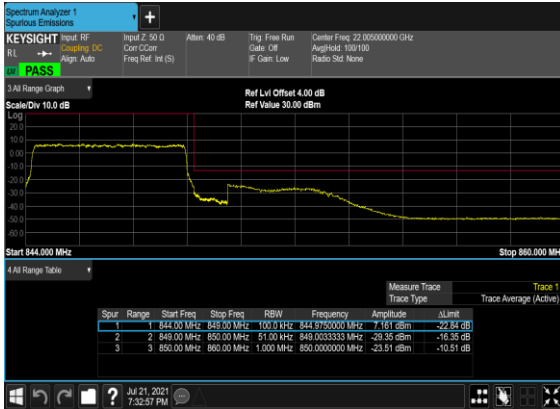 Spectrum Analyzer 1
Spurious Emissions
KEYSIGHT Input: RF Input Z: 50 Ω Atten: 40 dB Trig: Free Run Center Freq: 22.005000000 GHz
RL Coupling: DC Corr CCorr Gate: Off Avg|Hold: 100/100
Align: Auto Freq Ref: Int (S) IF Gain: Low Radio Std: None
PASS
3 All Range Graph
Ref Lvl Offset 4.00 dB
Scale/Div 10.0 dB Ref Value 30.00 dBm
Log
20.0
10.0
0.00
-10.0
-20.0
-30.0
-40.0
-50.0
-60.0
Start 844.000 MHz Stop 860.000 MHz
4 All Range Table
Measure Trace Trace 1
Trace Type Trace Average (Active)
Spur Range Start Freq Stop Freq RBW Frequency Amplitude ΔLimit
1 1 844.00 MHz 849.00 MHz 100.0 kHz 844.9750000 MHz 7.161 dBm -22.84 dB
2 2 849.00 MHz 850.00 MHz 51.00 kHz 849.0033333 MHz -29.35 dBm -16.35 dB
3 3 850.00 MHz 860.00 MHz 1.000 MHz 850.0000000 MHz -23.51 dBm -10.51 dB
Jul 21, 2021
7:32:57 PM